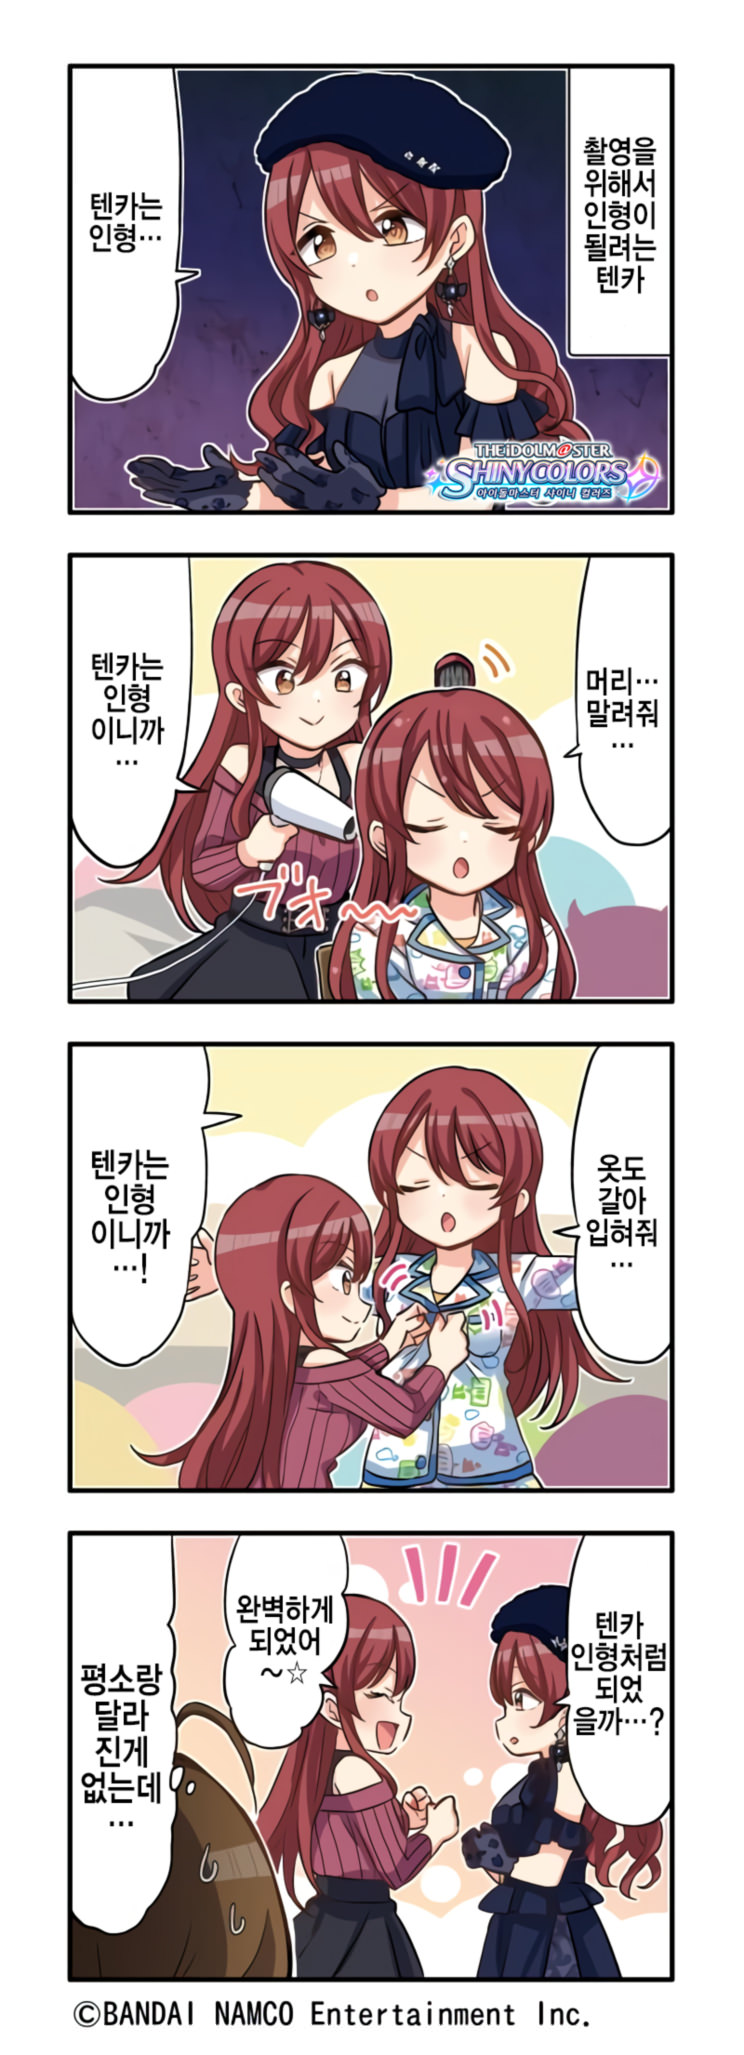 촬영을
위해서
인형이
될려는
텐카
텐카는
인형…
THE iDOLM@STER
SHINYCOLORS
아이돌마스터 샤이니 컬러즈
머리…
말려줘
…
텐카는
인형
이니까
…
ブオ〜〜
옷도
갈아
입혀줘
…
텐카는
인형
이니까
…!
텐카
인형처럼
되었
을까…?
완벽하게
되었어
~☆
평소랑
달라
진게
없는데
…
©BANDAI NAMCO Entertainment Inc.